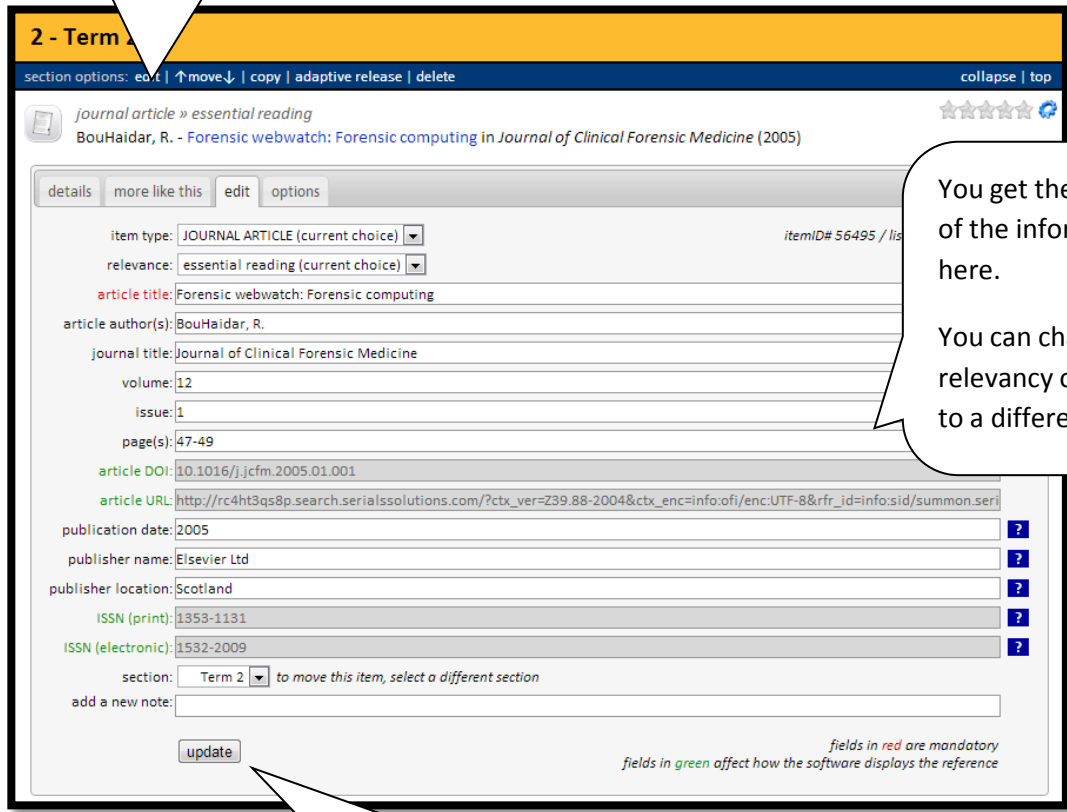 2 - Term 2
section options: edit | ↑move↓ | copy | adaptive release | delete
collapse | top
journal article » essential reading
BouHaidar, R. - Forensic webwatch: Forensic computing in Journal of Clinical Forensic Medicine (2005)
details more like this edit options
item type: JOURNAL ARTICLE (current choice)
itemID# 56495 /
relevance: essential reading (current choice)
article title: Forensic webwatch: Forensic computing
article author(s): BouHaidar, R.
journal title: Journal of Clinical Forensic Medicine
volume: 12
issue: 1
page(s): 47-49
article DOI: 10.1016/j.jcfm.2005.01.001
article URL: http://rc4ht3qs8p.search.serialssolutions.com/?ctx_ver=Z39.88-2004&ctx_enc=info:ofi/enc:UTF-8&rfr_id=info:sid/summon.seri
publication date: 2005 ?
publisher name: Elsevier Ltd ?
publisher location: Scotland ?
ISSN (print): 1353-1131 ?
ISSN (electronic): 1532-2009 ?
section: Term 2 to move this item, select a different section
add a new note:
update
fields in red are mandatory
fields in green affect how the software displays the reference
You get the
of the
here.
You can
relevancy
to a